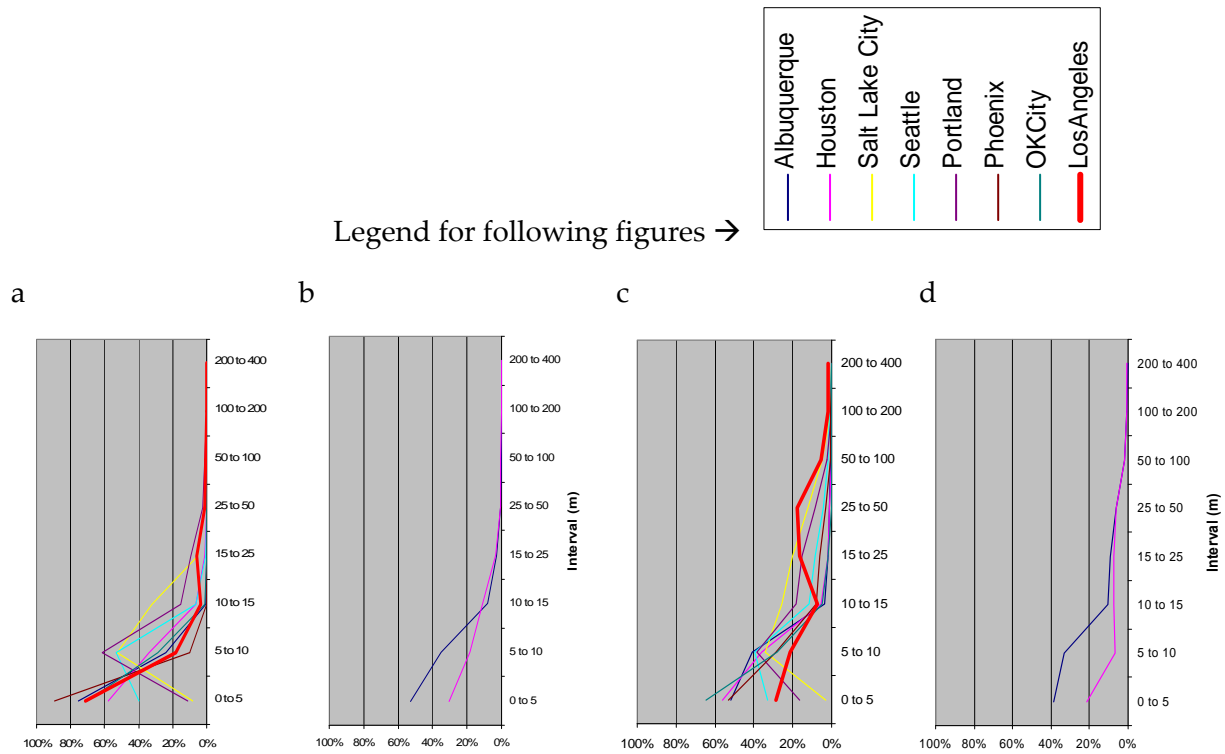 Albuquerque
Houston
Salt Lake City
Seattle
Portland
Phoenix
OKCity
LosAngeles
Legend for following figures →
a
b
c
d
200 to 400
100 to 200
50 to 100
25 to 50
15 to 25
10 to 15
5 to 10
0 to 5
100% 80% 60% 40% 20% 0%
200 to 400
100 to 200
50 to 100
25 to 50
15 to 25
10 to 15
5 to 10
0 to 5
Interval (m)
100% 80% 60% 40% 20% 0%
200 to 400
100 to 200
50 to 100
25 to 50
15 to 25
10 to 15
5 to 10
0 to 5
100% 80% 60% 40% 20% 0%
200 to 400
100 to 200
50 to 100
25 to 50
15 to 25
10 to 15
5 to 10
0 to 5
Interval (m)
100% 80% 60% 40% 20% 0%